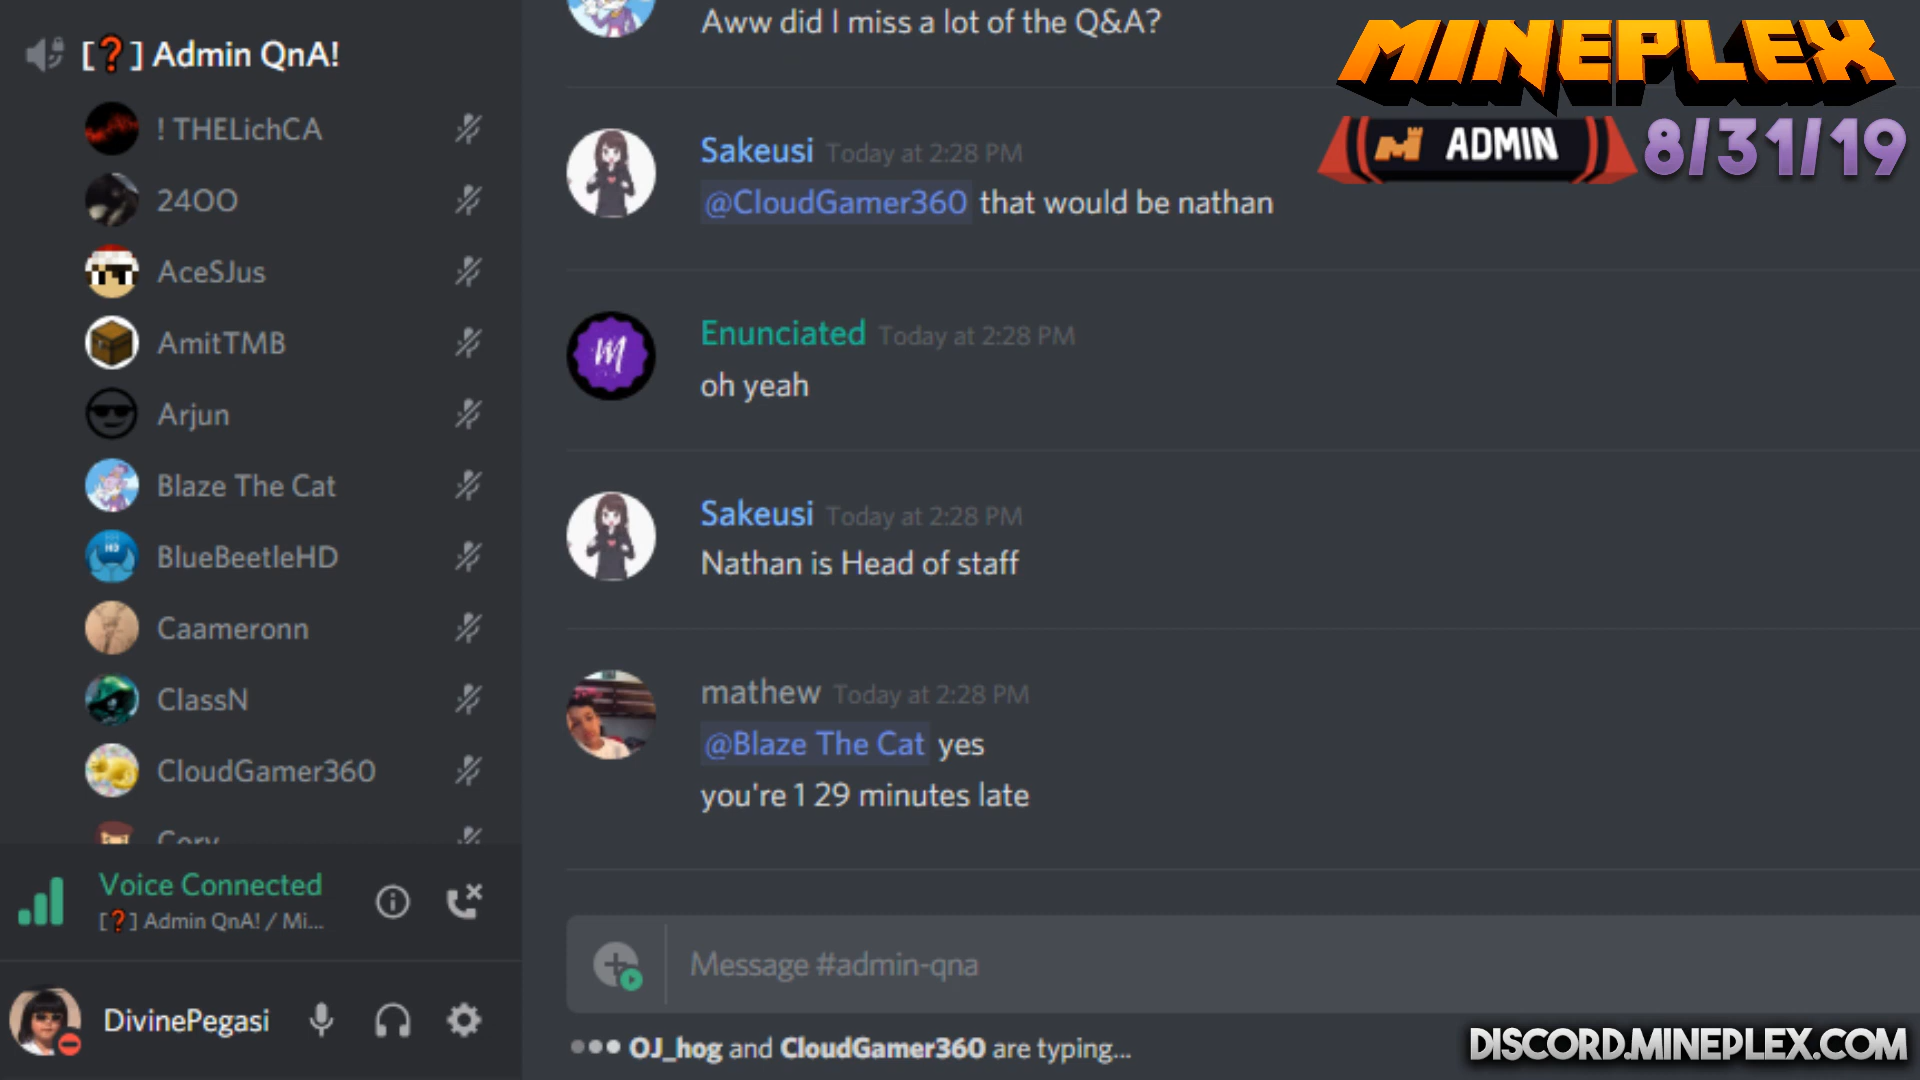 [❓] Admin QnA!
! THELichCA
24OO
AceSJus
AmitTMB
Arjun
Blaze The Cat
BlueBeetleHD
Caameronn
ClassN
CloudGamer360
Cory
Voice Connected
[❓] Admin QnA! / Mi...
DivinePegasi
Aww did I miss a lot of the Q&A?
Sakeusi Today at 2:28 PM
@CloudGamer360 that would be nathan
Enunciated Today at 2:28 PM
oh yeah
Sakeusi Today at 2:28 PM
Nathan is Head of staff
mathew Today at 2:28 PM
@Blaze The Cat yes
you're 1 29 minutes late
Message #admin-qna
OJ_hog and CloudGamer360 are typing...
MINEPLEX
ADMIN 8/31/19
DISCORD.MINEPLEX.COM